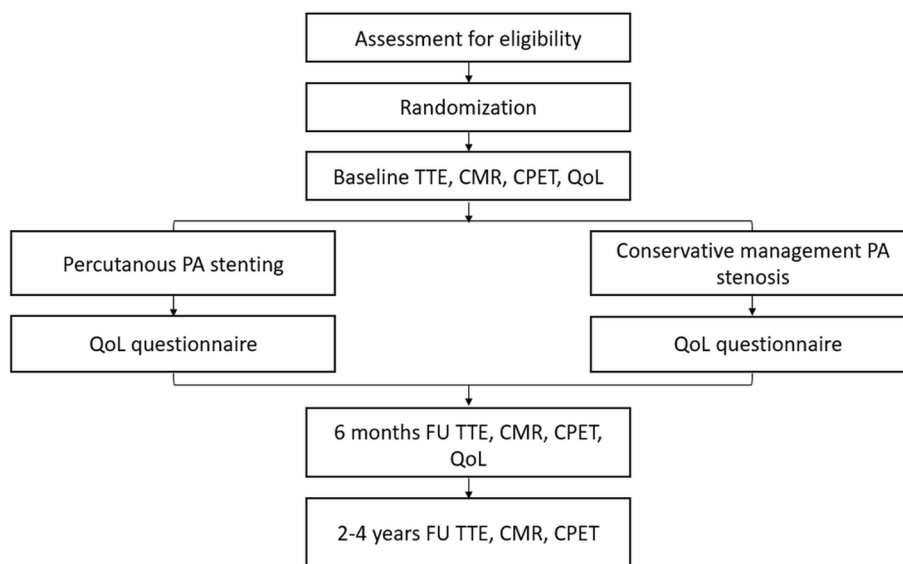 Assessment for eligibility
Randomization
Baseline TTE, CMR, CPET, QoL
Percutanous PA stenting
Conservative management PA
stenosis
QoL questionnaire
QoL questionnaire
6 months FU TTE, CMR, CPET,
QoL
2-4 years FU TTE, CMR, CPET